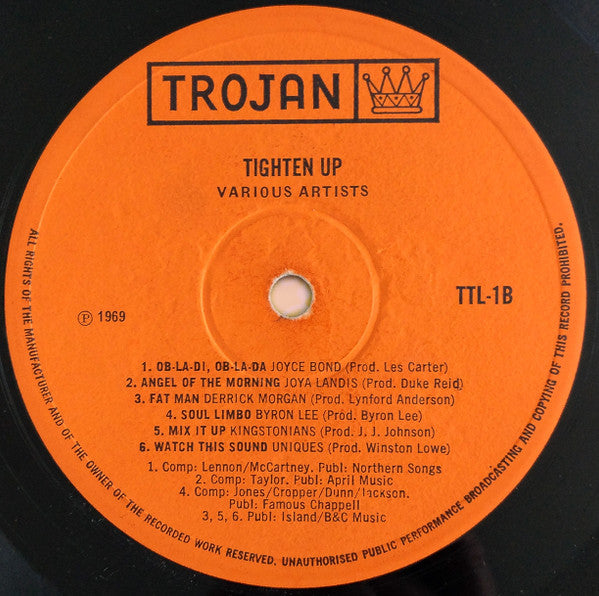 TROJAN
TIGHTEN UP
VARIOUS ARTISTS
TTL-1B
℗ 1969
1. OB-LA-DI, OB-LA-DA JOYCE BOND (Prod. Les Carter)
2. ANGEL OF THE MORNING JOYA LANDIS (Prod. Duke Reid)
3. FAT MAN DERRICK MORGAN (Prod. Lynford Anderson)
4. SOUL LIMBO BYRON LEE (Prod. Byron Lee)
5. MIX IT UP KINGSTONIANS (Prod. J. J. Johnson)
6. WATCH THIS SOUND UNIQUES (Prod. Winston Lowe)
1. Comp: Lennon/McCartney. Publ: Northern Songs
2. Comp: Taylor. Publ: April Music
4. Comp: Jones/Cropper/Dunn/Jackson.
Publ: Famous Chappell
3, 5, 6. Publ: Island/B&C Music
ALL RIGHTS OF THE MANUFACTURER AND OF THE OWNER OF THE RECORDED WORK RESERVED. UNAUTHORISED PUBLIC PERFORMANCE BROADCASTING AND COPYING OF THIS RECORD PROHIBITED.